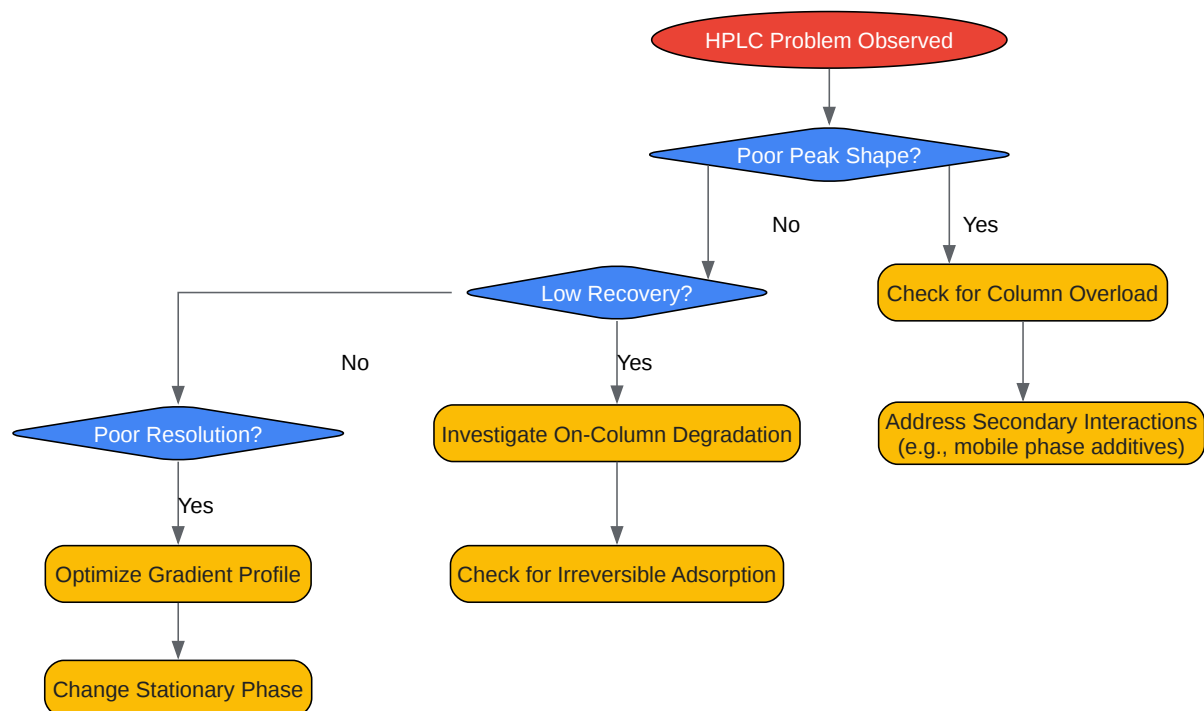 HPLC Problem Observed
Poor Peak Shape?
No
Yes
Low Recovery?
Check for Column Overload
No
Yes
Poor Resolution?
Investigate On-Column Degradation
Address Secondary Interactions
(e.g., mobile phase additives)
Yes
Optimize Gradient Profile
Check for Irreversible Adsorption
Change Stationary Phase